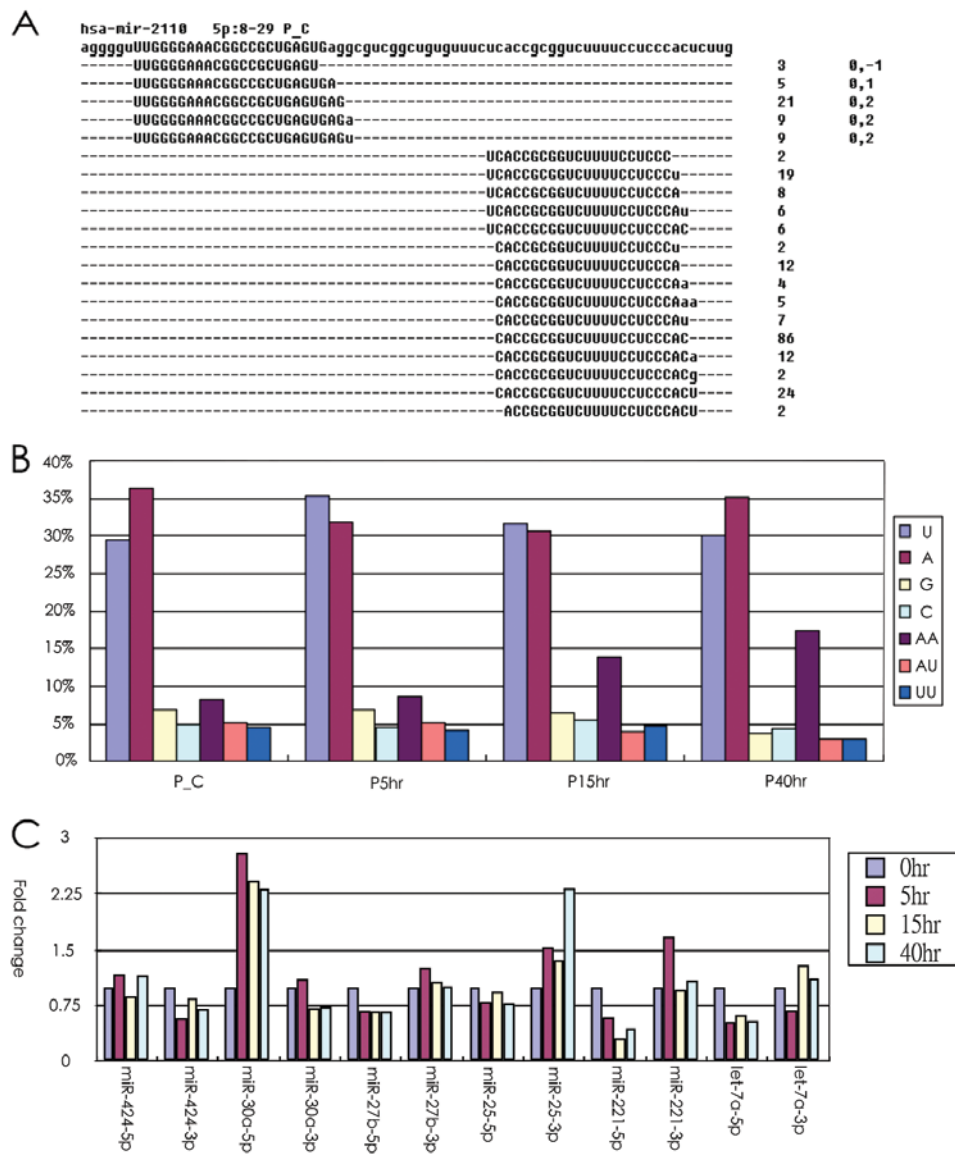 A
hsa-mir-2110 5p:8-29 P_C
agggguUUGGGGAAACGGCCGCUGAGUGaggcgucggcuguguuucucaccgcggucuuuuccucccacucuug
------UUGGGGAAACGGCCGCUGAGU----------------------------------------------- 3 0,-1
------UUGGGGAAACGGCCGCUGAGUGA--------------------------------------------- 5 0,1
------UUGGGGAAACGGCCGCUGAGUGAG-------------------------------------------- 21 0,2
------UUGGGGAAACGGCCGCUGAGUGAGa------------------------------------------- 9 0,2
------UUGGGGAAACGGCCGCUGAGUGAGu------------------------------------------- 9 0,2
----------------------------------------------UCACCGCGGUCUUUUCCUCCC------- 2
----------------------------------------------UCACCGCGGUCUUUUCCUCCCu------ 19
----------------------------------------------UCACCGCGGUCUUUUCCUCCCA------ 8
----------------------------------------------UCACCGCGGUCUUUUCCUCCCAu----- 6
----------------------------------------------UCACCGCGGUCUUUUCCUCCCAC----- 6
-----------------------------------------------CACCGCGGUCUUUUCCUCCCu------ 2
-----------------------------------------------CACCGCGGUCUUUUCCUCCCA------ 12
-----------------------------------------------CACCGCGGUCUUUUCCUCCCAa----- 4
-----------------------------------------------CACCGCGGUCUUUUCCUCCCAaa---- 5
-----------------------------------------------CACCGCGGUCUUUUCCUCCCAu----- 7
-----------------------------------------------CACCGCGGUCUUUUCCUCCCAC----- 86
-----------------------------------------------CACCGCGGUCUUUUCCUCCCACa---- 12
-----------------------------------------------CACCGCGGUCUUUUCCUCCCACg---- 2
-----------------------------------------------CACCGCGGUCUUUUCCUCCCACU---- 24
------------------------------------------------ACCGCGGUCUUUUCCUCCCACU---- 2
B
40%
35%
30%
25%
20%
15%
10%
5%
0%
P_C
P5hr
P15hr
P40hr
U
A
G
C
AA
AU
UU
C
Fold change
3
2.25
1.5
0.75
0
miR-424-5p
miR-424-3p
miR-30a-5p
miR-30a-3p
miR-27b-5p
miR-27b-3p
miR-25-5p
miR-25-3p
miR-221-5p
miR-221-3p
let-7a-5p
let-7a-3p
0hr
5hr
15hr
40hr